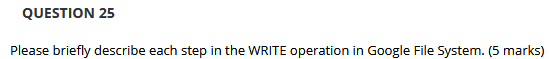 QUESTION 25
Please briefly describe each step in the WRITE operation in Google File System. (5 marks)